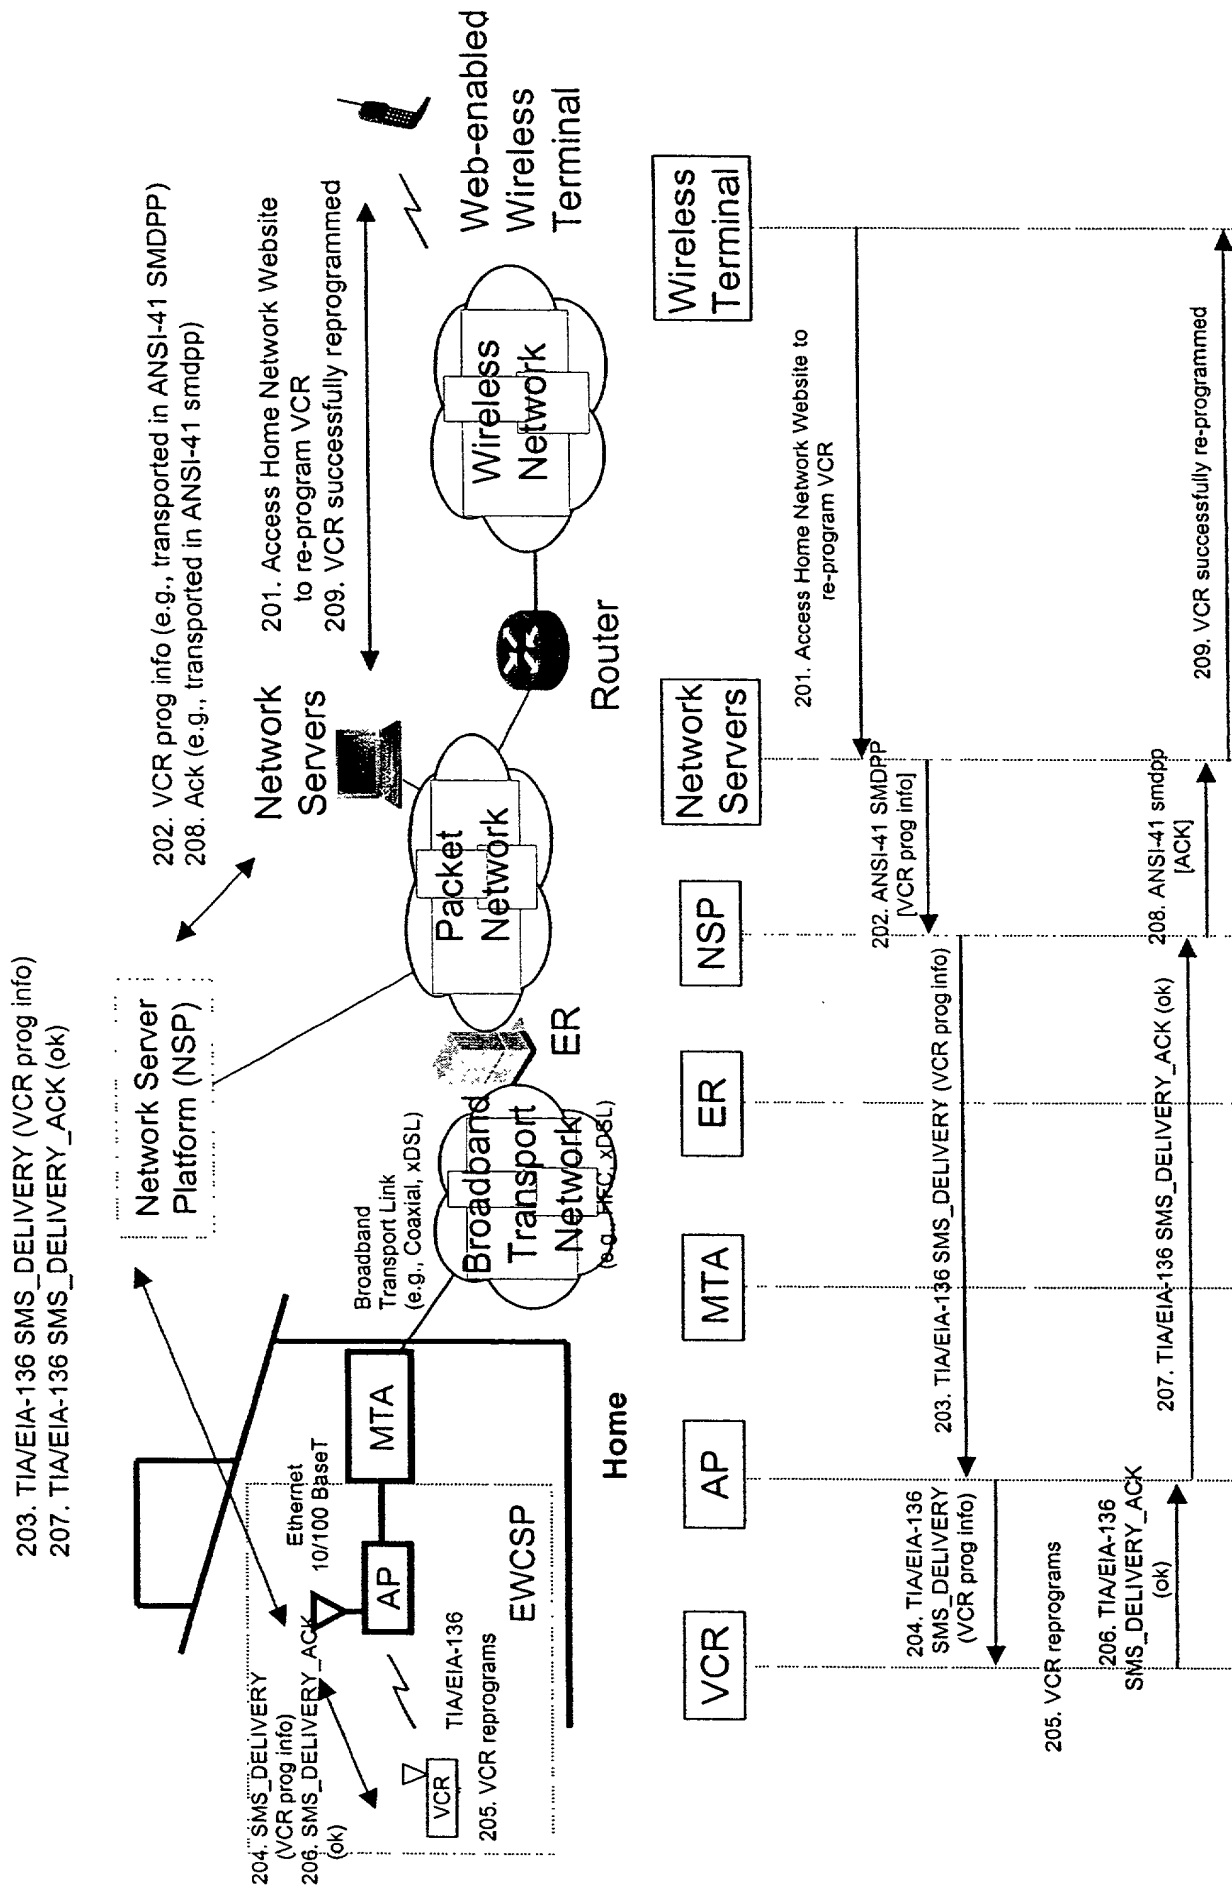 203. TIA/EIA-136 SMS_DELIVERY (VCR prog info)
207. TIA/EIA-136 SMS_DELIVERY_ACK (ok)
202. VCR prog info (e.g., transported in ANSI-41 SMDPP)
208. Ack (e.g., transported in ANSI-41 smdpp)
Network Server
Platform (NSP)
201. Access Home Network Website
to re-program VCR
209. VCR successfully reprogrammed
Network
Servers
204. SMS_DELIVERY
(VCR prog info)
206. SMS_DELIVERY_ACK
(ok)
Ethernet
10/100 BaseT
Broadband
Transport Link
(e.g., Coaxial, xDSL)
AP
MTA
VCR
TIA/EIA-136
205. VCR reprograms
EWCSP
Home
Broadband
Transport
Network
(e.g., HFC, xDSL)
ER
Packet
Network
Router
Wireless
Network
Web-enabled
Wireless
Terminal
VCR
AP
MTA
ER
NSP
Network
Servers
Wireless
Terminal
201. Access Home Network Website to
re-program VCR
202. ANSI-41 SMDPP
[VCR prog info]
203. TIA/EIA-136 SMS_DELIVERY (VCR prog info)
204. TIA/EIA-136
SMS_DELIVERY
(VCR prog info)
205. VCR reprograms
206. TIA/EIA-136
SMS_DELIVERY_ACK
(ok)
207. TIA/EIA-136 SMS_DELIVERY_ACK (ok)
208. ANSI-41 smdpp
[ACK]
209. VCR successfully re-programmed